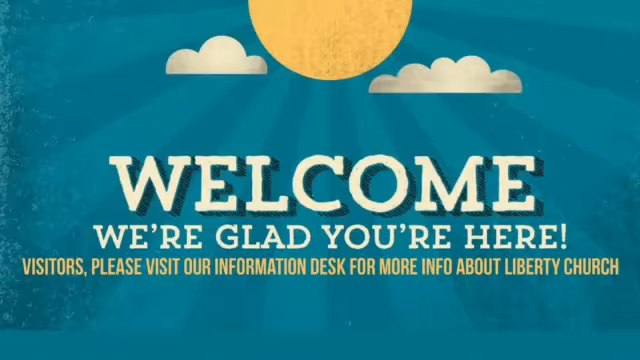 WELCOME
WE'RE GLAD YOU'RE HERE!
VISITORS, PLEASE VISIT OUR INFORMATION DESK FOR MORE INFO ABOUT LIBERTY CHURCH